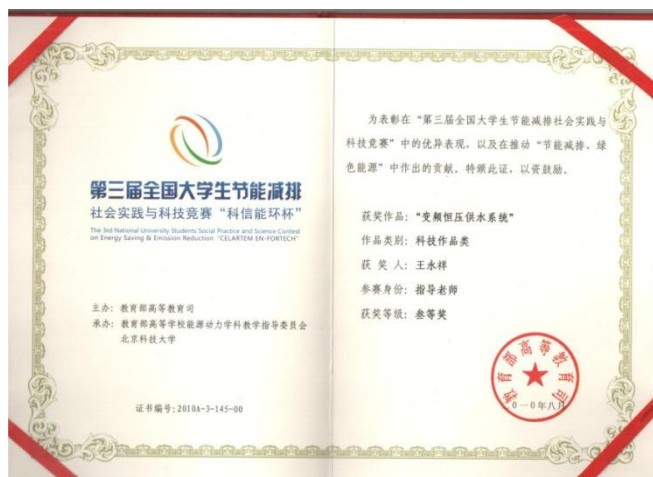 第三届全国大学生节能减排
社会实践与科技竞赛“科信能环杯”
The 3rd National University Students Social Practice and Science Contest
on Energy Saving & Emission Reduction "CELARTEM EN-FORTECH"
主办：教育部高等教育司
承办：教育部高等学校能源动力学科教学指导委员会
北京科技大学
证书编号：2010A-3-145-00
为表彰在“第三届全国大学生节能减排社会实践与
科技竞赛”中的优异表现，以及在推动“节能减排、绿
色能源”中作出的贡献。特颁此证，以资鼓励。
获奖作品：“变频恒压供水系统”
作品类别：科技作品类
获 奖 人：王永祥
参赛身份：指导老师
获奖等级：叁等奖
教育部高等教育司
0一0年八月